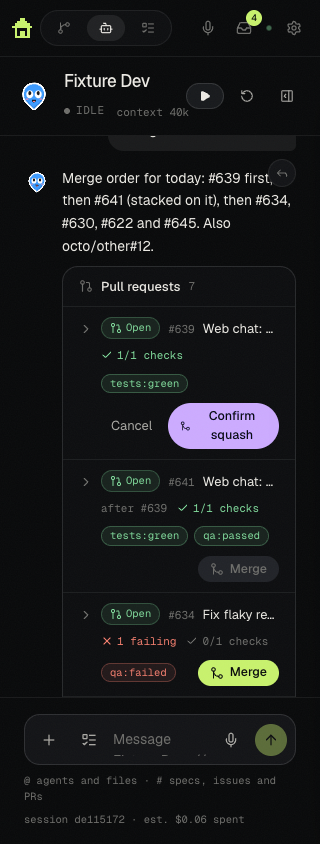 4
Fixture Dev
IDLE context 40k
Merge order for today: #639 first,
then #641 (stacked on it), then #634,
#630, #622 and #645. Also
octo/other#12.
Pull requests 7
Open #639 Web chat: …
1/1 checks
tests:green
Cancel
Confirm
squash
Open #641 Web chat: …
after #639 1/1 checks
tests:green qa:passed
Merge
Open #634 Fix flaky re…
1 failing 0/1 checks
qa:failed Merge
Message
@ agents and files · # specs, issues and
PRs
session de115172 · est. $0.06 spent